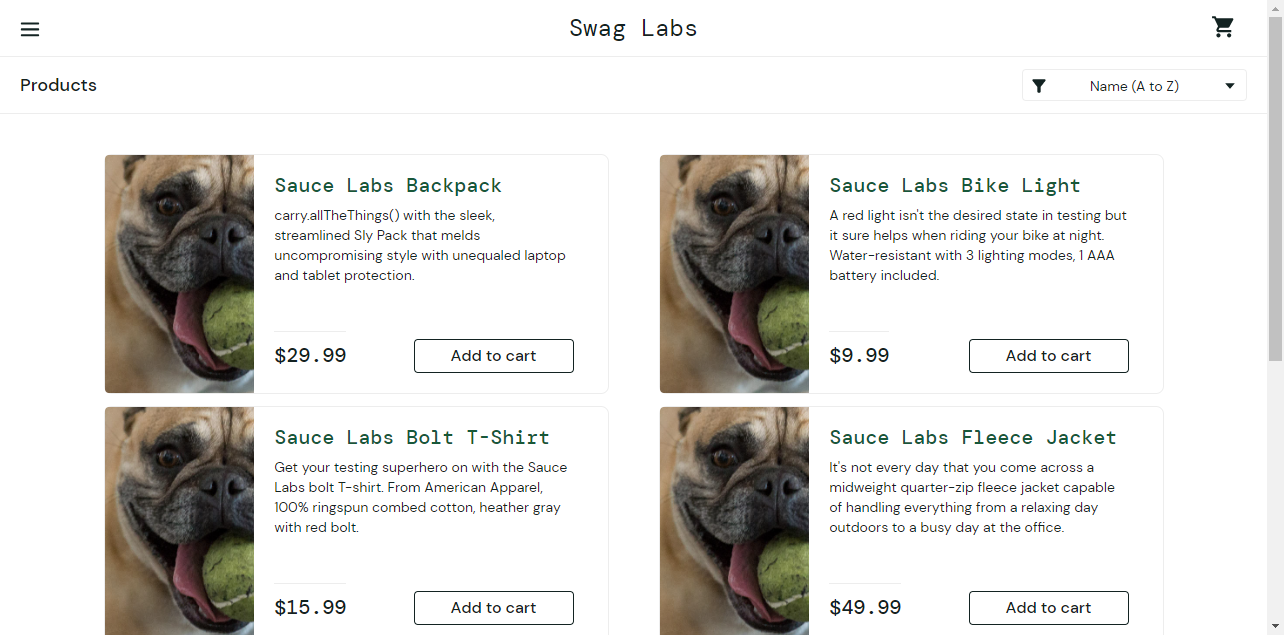 Swag Labs
Products
Name (A to Z)
Sauce Labs Backpack
carry.allTheThings() with the sleek,
streamlined Sly Pack that melds
uncompromising style with unequaled laptop
and tablet protection.
$29.99
Add to cart
Sauce Labs Bike Light
A red light isn't the desired state in testing but
it sure helps when riding your bike at night.
Water-resistant with 3 lighting modes, 1 AAA
battery included.
$9.99
Add to cart
Sauce Labs Bolt T-Shirt
Get your testing superhero on with the Sauce
Labs bolt T-shirt. From American Apparel,
100% ringspun combed cotton, heather gray
with red bolt.
$15.99
Add to cart
Sauce Labs Fleece Jacket
It's not every day that you come across a
midweight quarter-zip fleece jacket capable
of handling everything from a relaxing day
outdoors to a busy day at the office.
$49.99
Add to cart